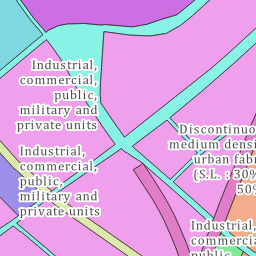 Industrial,
commercial,
public,
military and
private units
Industrial,
commercial,
public,
military and
private units
Discontinuo
medium densi
urban fabr
(S.L. : 30%
50%
Industrial,
commercia
public